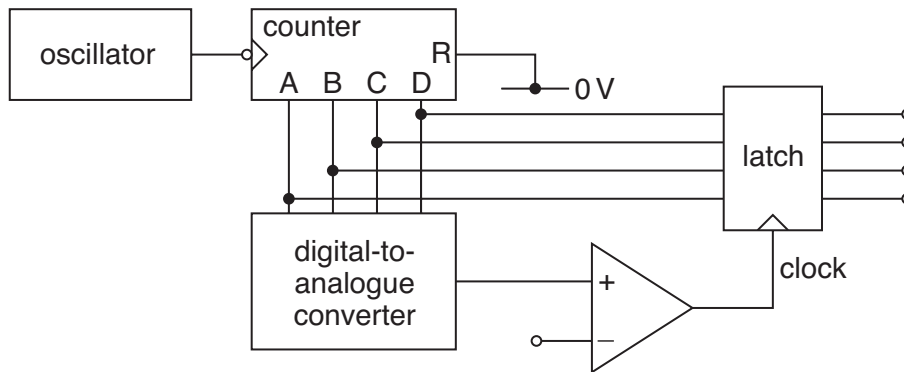 oscillator
counter
R
A B C D
0 V
latch
digital-to-
analogue
converter
+
−
clock